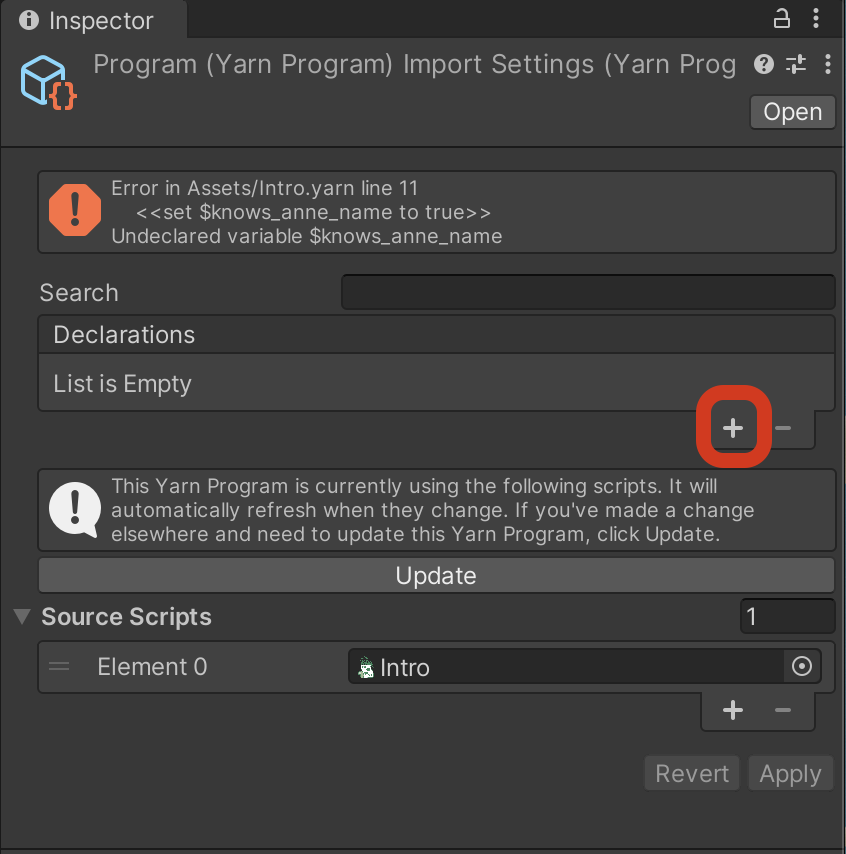 Inspector
Program (Yarn Program) Import Settings (Yarn Prog
Open
Error in Assets/Intro.yarn line 11
<<set $knows_anne_name to true>>
Undeclared variable $knows_anne_name
Search
Declarations
List is Empty
This Yarn Program is currently using the following scripts. It will
automatically refresh when they change. If you've made a change
elsewhere and need to update this Yarn Program, click Update.
Update
Source Scripts 1
Element 0 Intro
Revert Apply